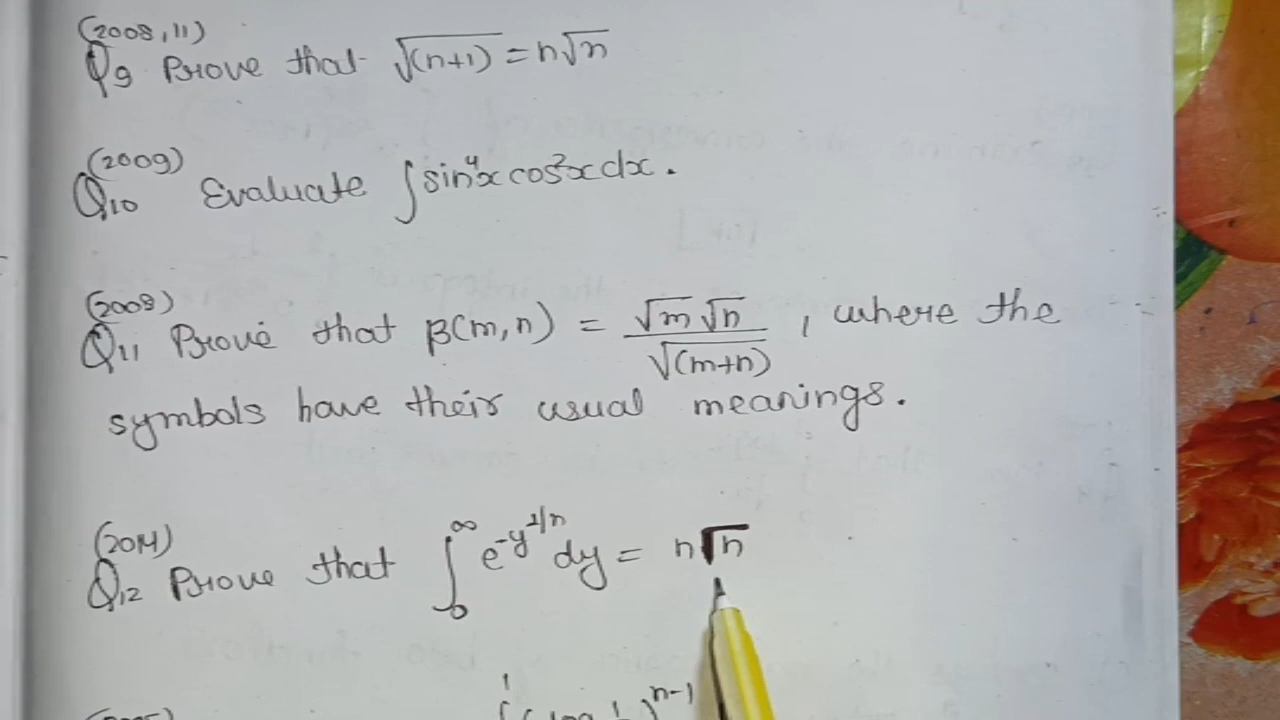 (2008,11)
Q9 Prove that √(n+1) = n√n
(2009)
Q10 Evaluate ∫sin⁴x cos²x dx.
(2008)
Q11 Prove that β(m,n) = √m √n / √(m+n) , where the
symbols have their usual meanings.
(2014)
Q12 Prove that ∫₀^∞ e^{-y^{1/n}} dy = n√n